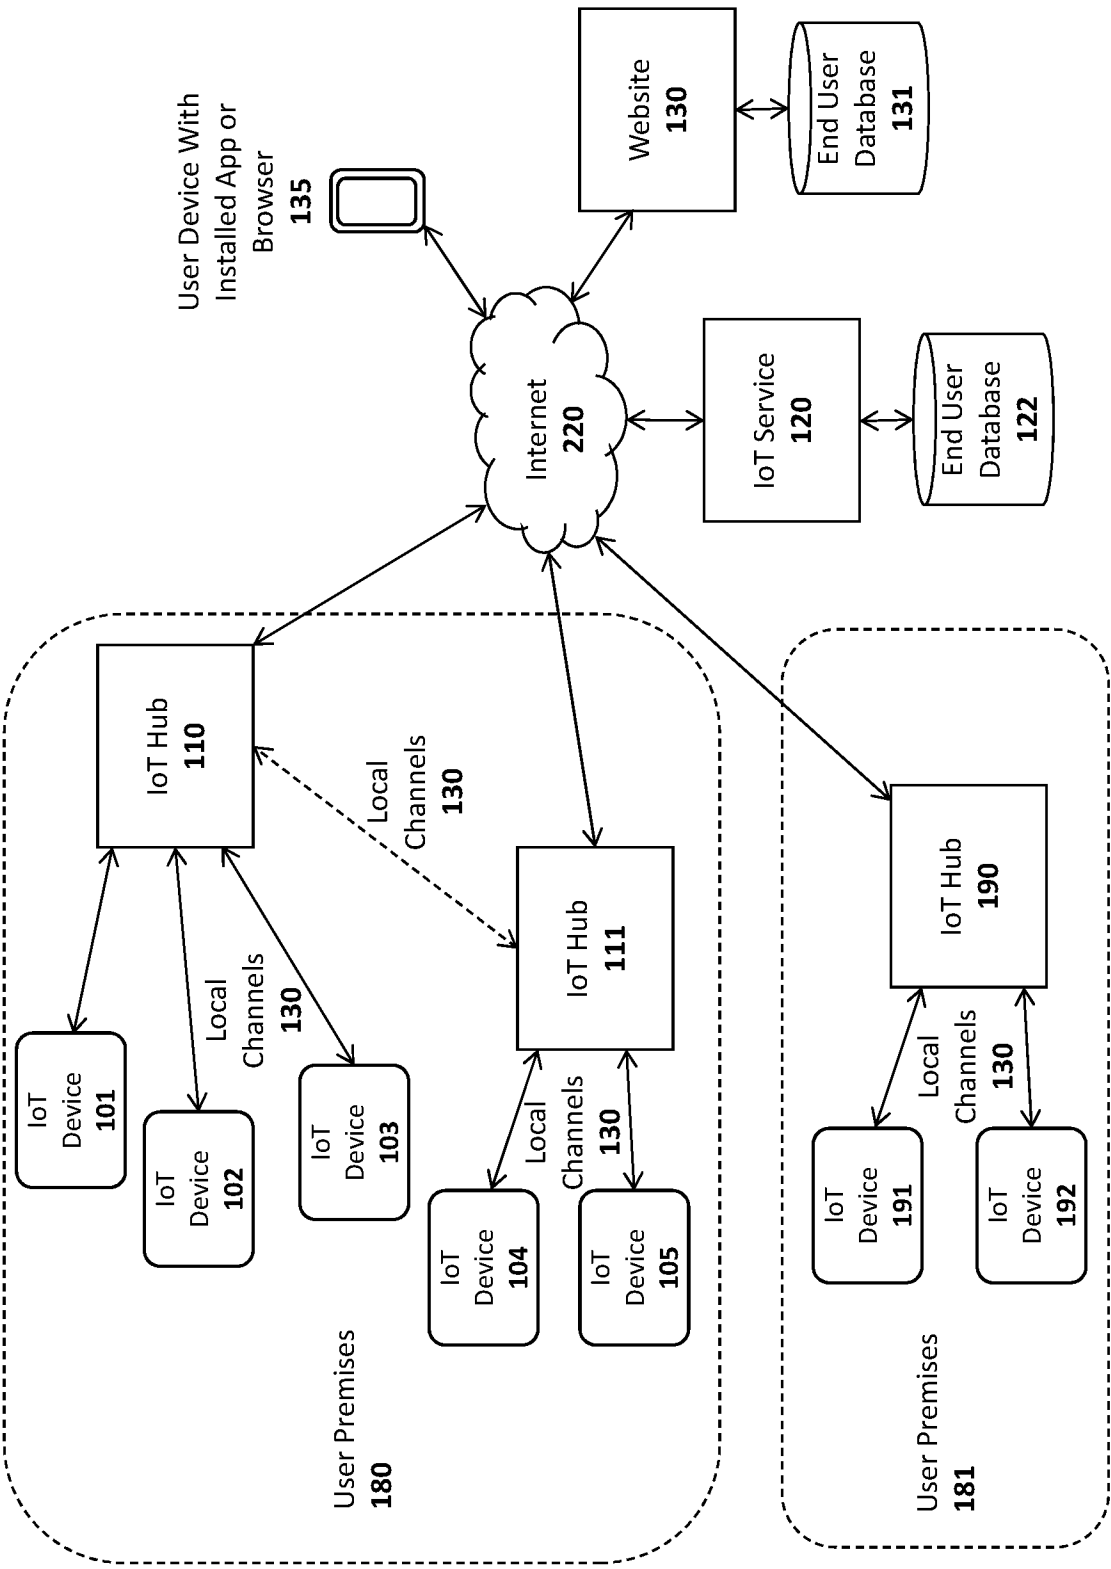 User Premises
180
IoT
Device
101
IoT
Device
102
IoT
Device
103
Local
Channels
130
IoT Hub
110
Local
Channels
130
IoT
Device
104
IoT
Device
105
Local
Channels
130
IoT Hub
111
User Premises
181
IoT
Device
191
IoT
Device
192
Local
Channels
130
IoT Hub
190
Internet
220
User Device With
Installed App or
Browser
135
Website
130
End User
Database
131
IoT Service
120
End User
Database
122